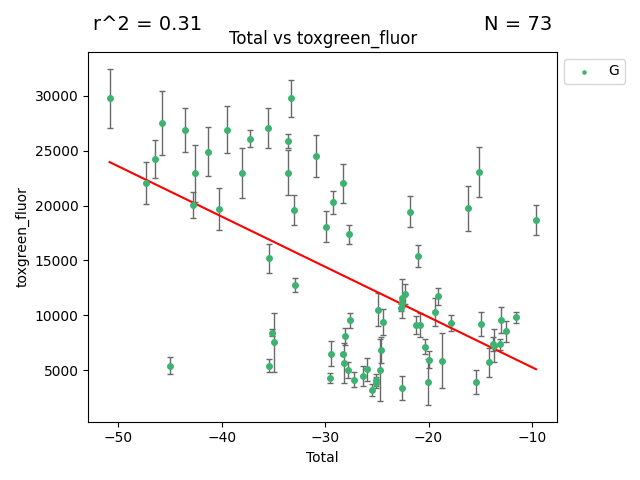 r^2 = 0.31 N = 73
Total vs toxgreen_fluor
G
30000
25000
20000
15000
10000
5000
toxgreen_fluor
−50 −40 −30 −20 −10
Total